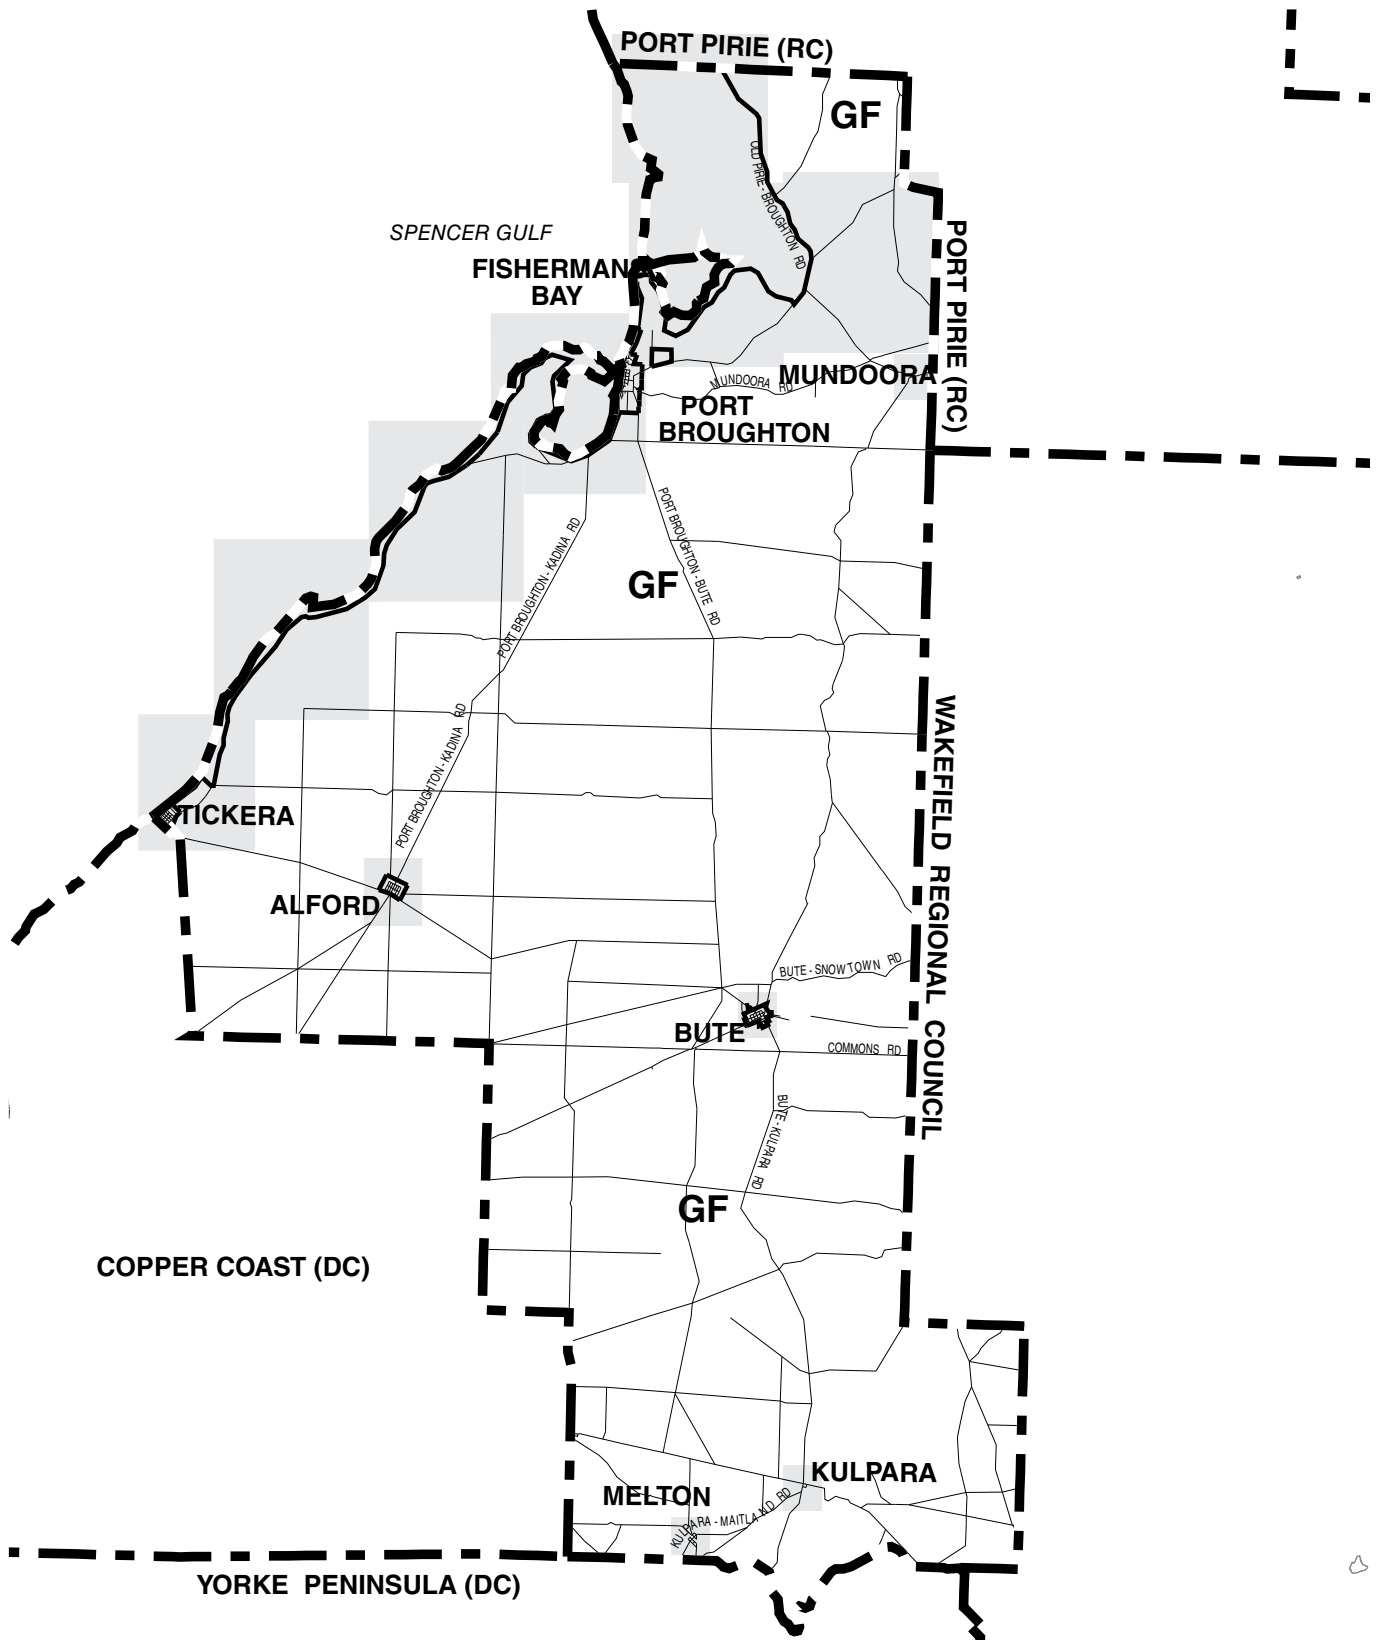 PORT PIRIE (RC)
GF
OLD PIRIE - BROUGHTON RD
SPENCER GULF
PORT PIRIE (RC)
FISHERMANS
BAY
MUNDOORA
MUNDOORA RD
PORT
BROUGHTON
PORT BROUGHTON - KADINA RD
PORT BROUGHTON - BUTE RD
GF
PORT BROUGHTON - KADINA RD
WAKEFIELD REGIONAL COUNCIL
TICKERA
ALFORD
BUTE - SNOWTOWN RD
BUTE
COMMONS RD
BUTE - KULPARA RD
GF
COPPER COAST (DC)
KULPARA
MELTON
KULPARA - MAITLAND RD
RD
YORKE PENINSULA (DC)